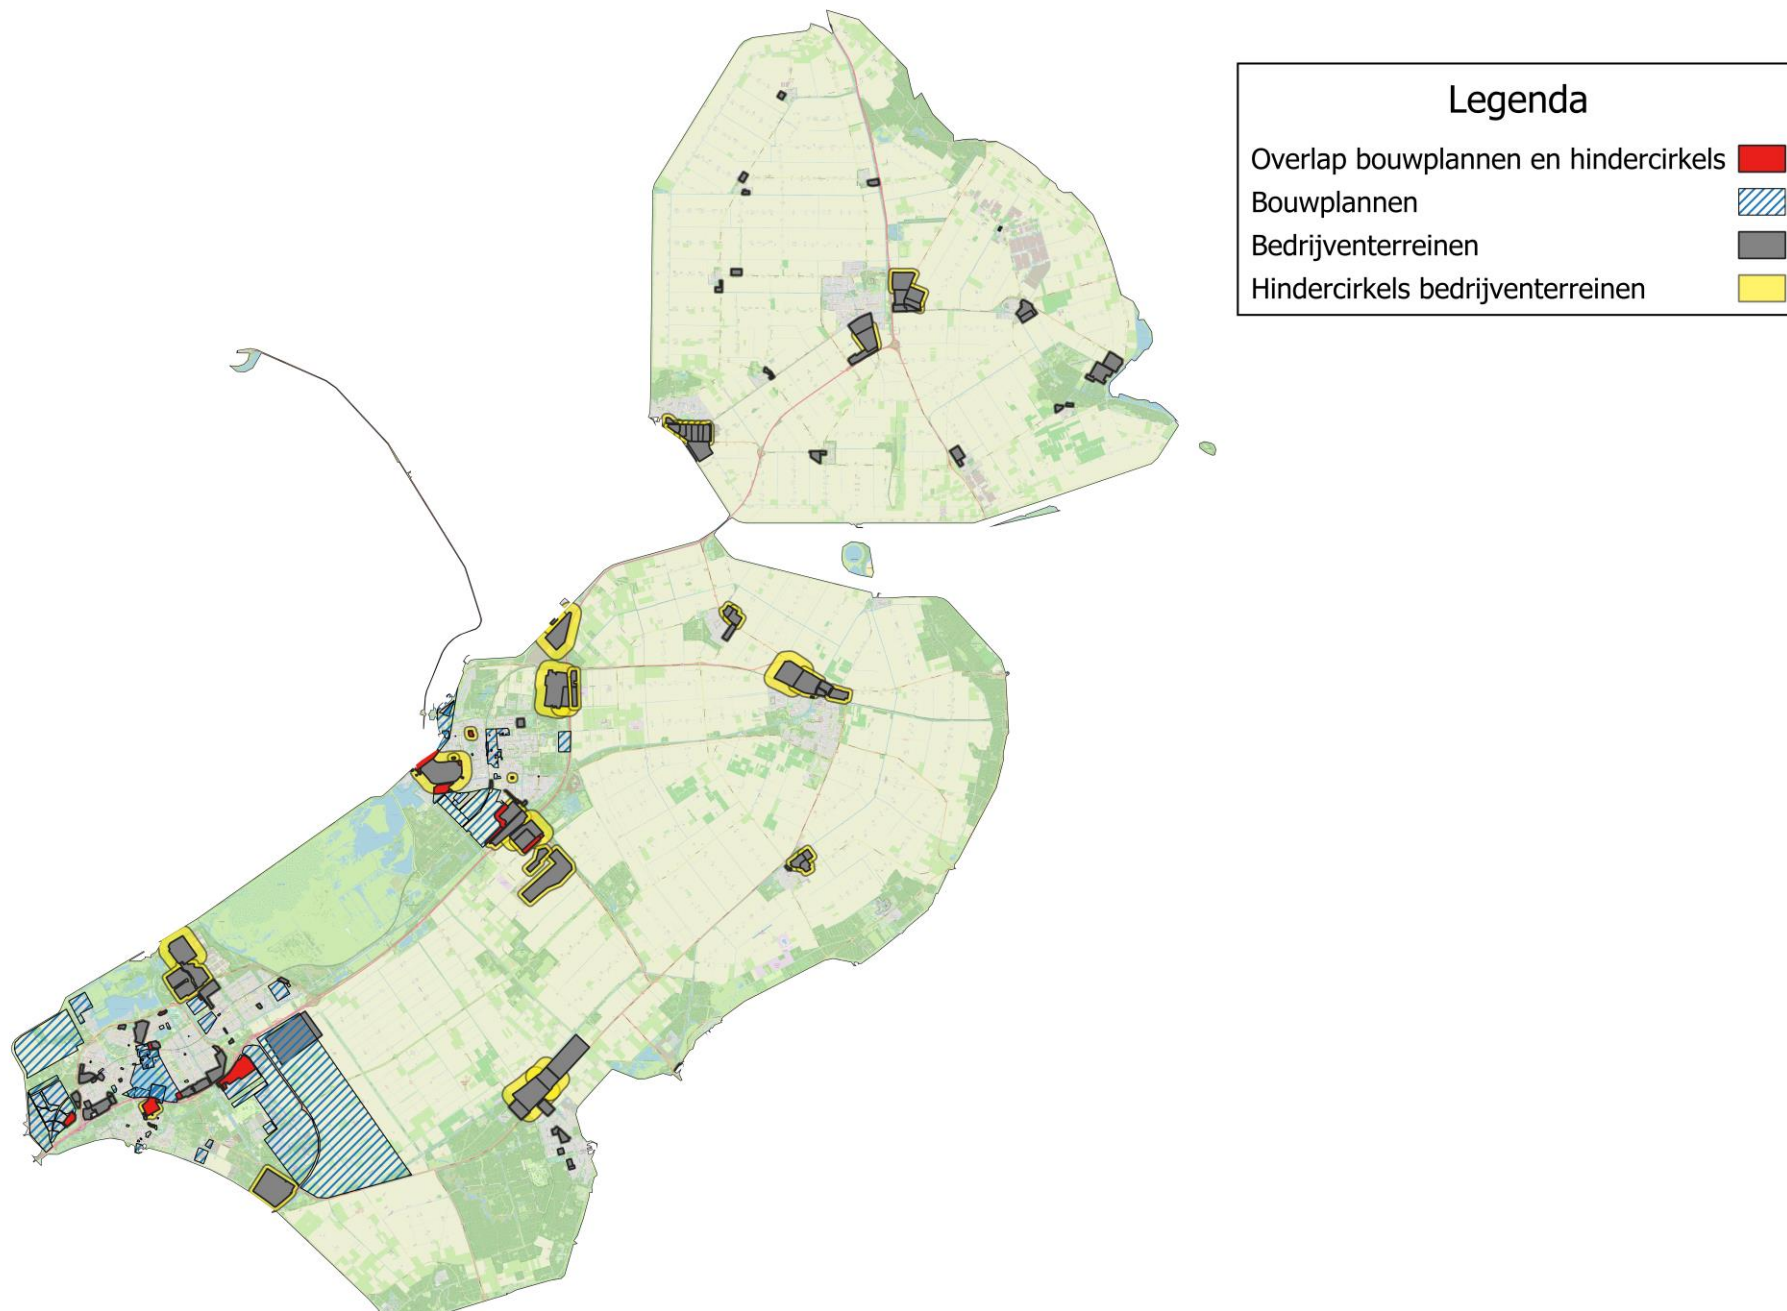 Legenda
Overlap bouwplannen en hindercirkels
Bouwplannen
Bedrijventerreinen
Hindercirkels bedrijventerreinen